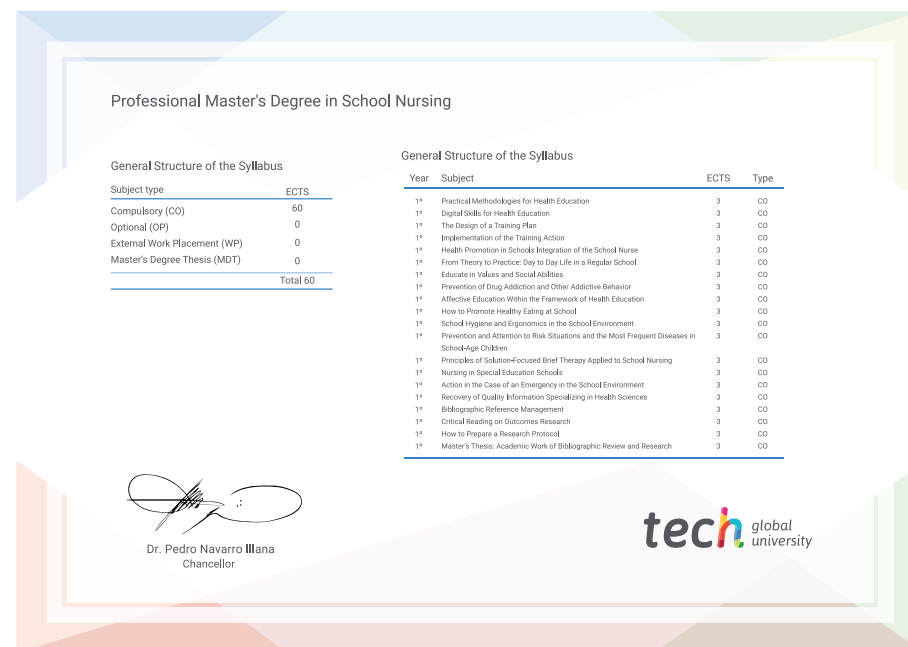 Professional Master's Degree in School Nursing
General Structure of the Syllabus
Subject type ECTS
Compulsory (CO) 60
Optional (OP) 0
External Work Placement (WP) 0
Master's Degree Thesis (MDT) 0
Total 60
General Structure of the Syllabus
Year Subject ECTS Type
1º Practical Methodologies for Health Education 3 CO
1º Digital Skills for Health Education 3 CO
1º The Design of a Training Plan 3 CO
1º Implementation of the Training Action 3 CO
1º Health Promotion in Schools Integration of the School Nurse 3 CO
1º From Theory to Practice: Day to Day Life in a Regular School 3 CO
1º Educate in Values and Social Abilities 3 CO
1º Prevention of Drug Addiction and Other Addictive Behavior 3 CO
1º Affective Education Within the Framework of Health Education 3 CO
1º How to Promote Healthy Eating at School 3 CO
1º School Hygiene and Ergonomics in the School Environment 3 CO
1º Prevention and Attention to Risk Situations and the Most Frequent Diseases in 3 CO
School-Age Children
1º Principles of Solution-Focused Brief Therapy Applied to School Nursing 3 CO
1º Nursing in Special Education Schools 3 CO
1º Action in the Case of an Emergency in the School Environment 3 CO
1º Recovery of Quality Information Specializing in Health Sciences 3 CO
1º Bibliographic Reference Management 3 CO
1º Critical Reading on Outcomes Research 3 CO
1º How to Prepare a Research Protocol 3 CO
1º Master's Thesis: Academic Work of Bibliographic Review and Research 3 CO
Dr. Pedro Navarro Illana
Chancellor
tech global
university